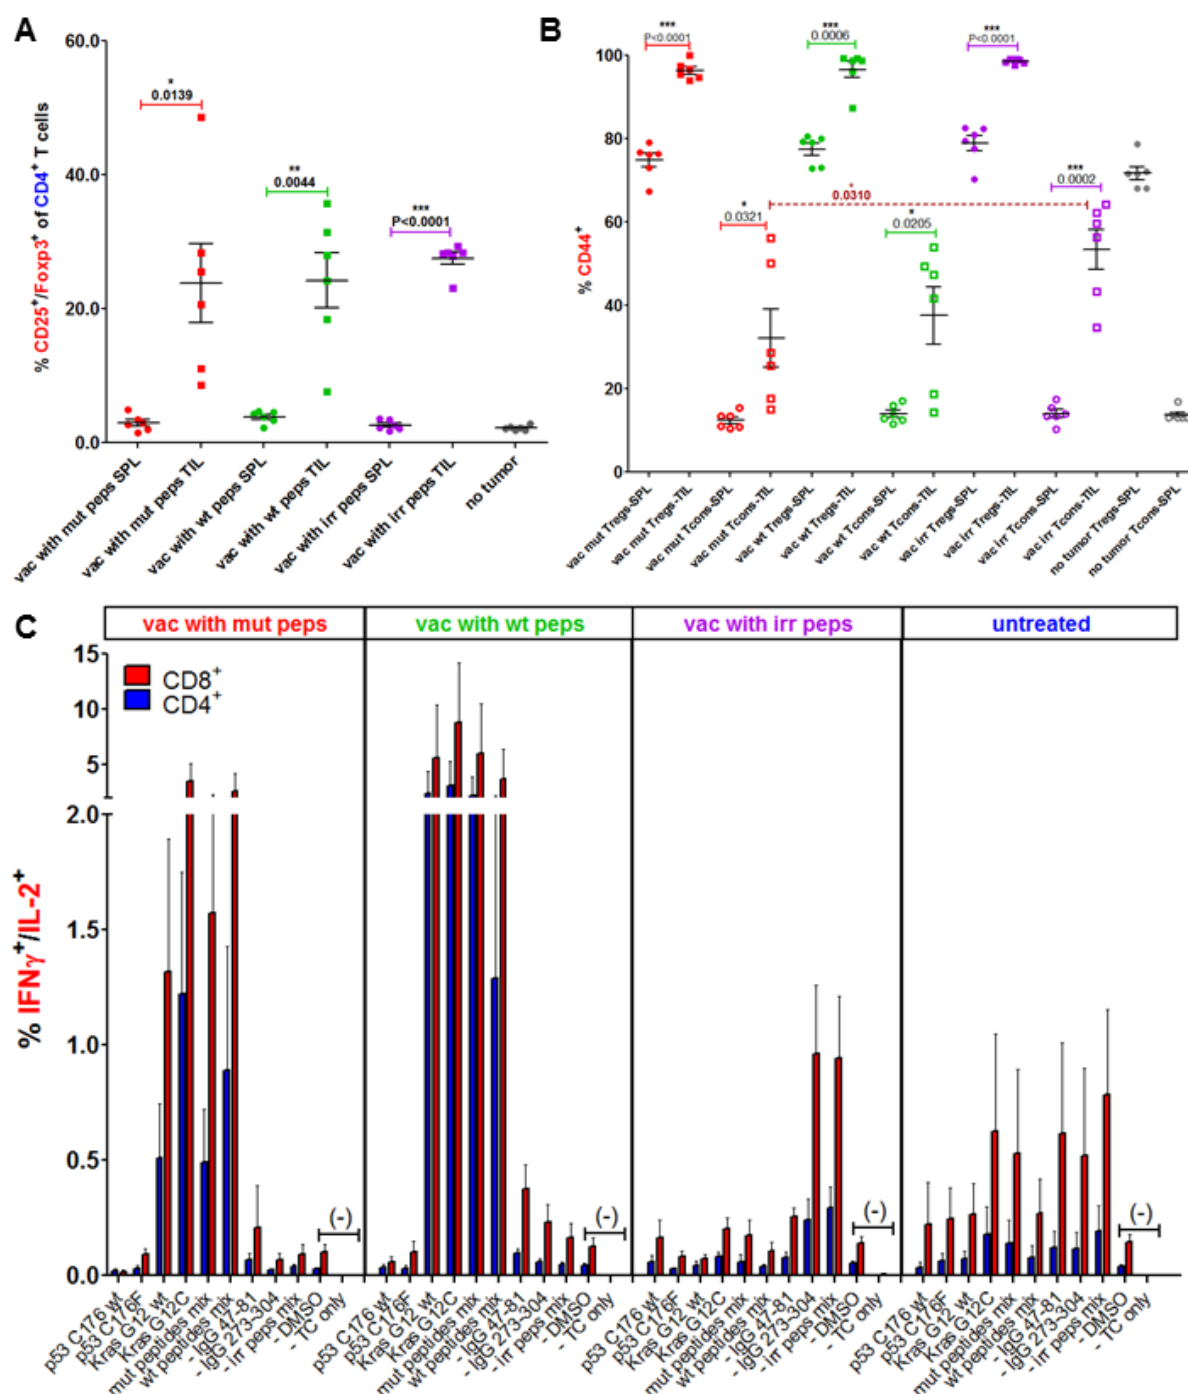 A
60.0
40.0
20.0
0.0
% CD25⁺/Foxp3⁺ of CD4⁺ T cells
*
0.0139
**
0.0044
***
P<0.0001
vac with mut peps SPL
vac with mut peps TIL
vac with wt peps SPL
vac with wt peps TIL
vac with irr peps SPL
vac with irr peps TIL
no tumor
B
100
80
60
40
20
0
% CD44⁺
***
P<0.0001
***
0.0006
***
P<0.0001
*
0.0321
*
0.0310
*
0.0205
***
0.0002
vac mut Tregs-SPL
vac mut Tregs-TIL
vac mut Tcons-SPL
vac mut Tcons-TIL
vac wt Tregs-SPL
vac wt Tregs-TIL
vac wt Tcons-SPL
vac wt Tcons-TIL
vac irr Tregs-SPL
vac irr Tregs-TIL
vac irr Tcons-SPL
vac irr Tcons-TIL
no tumor Tregs-SPL
no tumor Tcons-SPL
C
vac with mut peps
vac with wt peps
vac with irr peps
untreated
CD8⁺
CD4⁺
15
10
5
2.0
1.5
1.0
0.5
0.0
% IFNγ⁺/IL-2⁺
(-)
(-)
(-)
(-)
p53 C176 wt
p53 C176F
Kras G12 wt
Kras G12C
mut peptides mix
wt peptides mix
- IgG 47-81
- IgG 273-304
- Irr peps mix
- DMSO
- TC only
p53 C176 wt
p53 C176F
Kras G12 wt
Kras G12C
mut peptides mix
wt peptides mix
- IgG 47-81
- IgG 273-304
- Irr peps mix
- DMSO
- TC only
p53 C176 wt
p53 C176F
Kras G12 wt
Kras G12C
mut peptides mix
wt peptides mix
- IgG 47-81
- IgG 273-304
- Irr peps mix
- DMSO
- TC only
p53 C176 wt
p53 C176F
Kras G12 wt
Kras G12C
mut peptides mix
wt peptides mix
- IgG 47-81
- IgG 273-304
- Irr peps mix
- DMSO
- TC only